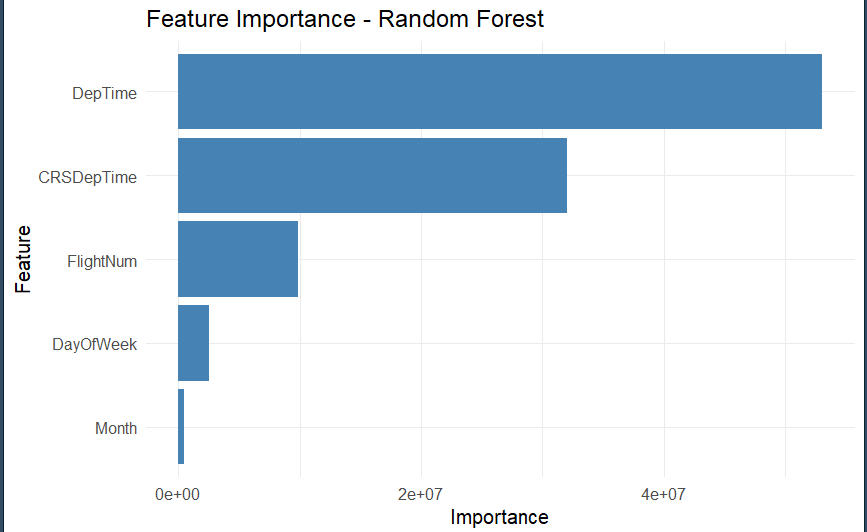 Feature Importance - Random Forest
DepTime
CRSDepTime
FlightNum
DayOfWeek
Month
Feature
0e+00
2e+07
4e+07
Importance